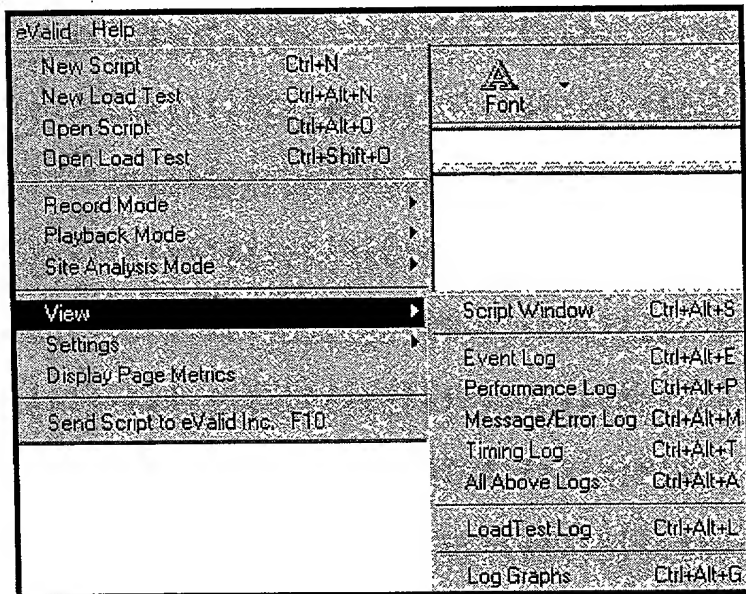 eValid Help
New Script Ctrl+N
New Load Test Ctrl+Alt+N
Open Script Ctrl+Alt+O
Open Load Test Ctrl+Shift+O
Record Mode
Playback Mode
Site Analysis Mode
View
Settings
Display Page Metrics
Send Script to eValid Inc. F10
A
Font
Script Window Ctrl+Alt+S
Event Log Ctrl+Alt+E
Performance Log Ctrl+Alt+P
Message/Error Log Ctrl+Alt+M
Timing Log Ctrl+Alt+T
All Above Logs Ctrl+Alt+A
LoadTest Log Ctrl+Alt+L
Log Graphs Ctrl+Alt+G